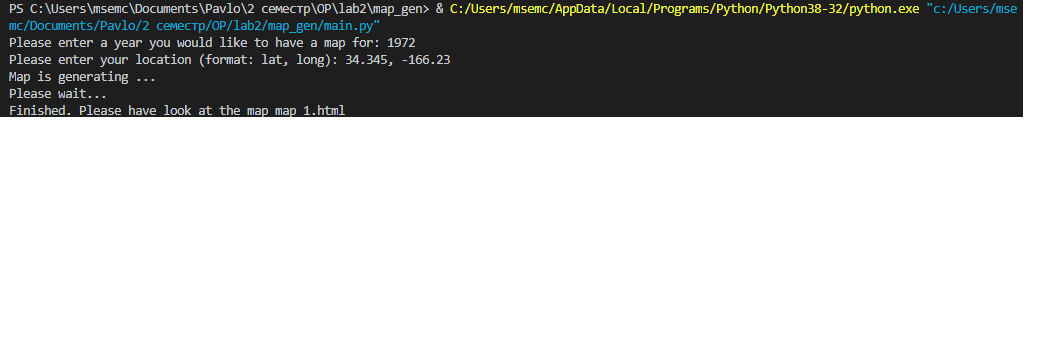 PS C:\Users\msemc\Documents\Pavlo\2 семестр\OP\lab2\map_gen> & C:/Users/msemc/AppData/Local/Programs/Python/Python38-32/python.exe "c:/Users/mse
mc/Documents/Pavlo/2 семестр/OP/lab2/map_gen/main.py"
Please enter a year you would like to have a map for: 1972
Please enter your location (format: lat, long): 34.345, -166.23
Map is generating ...
Please wait...
Finished. Please have look at the map map_1.html